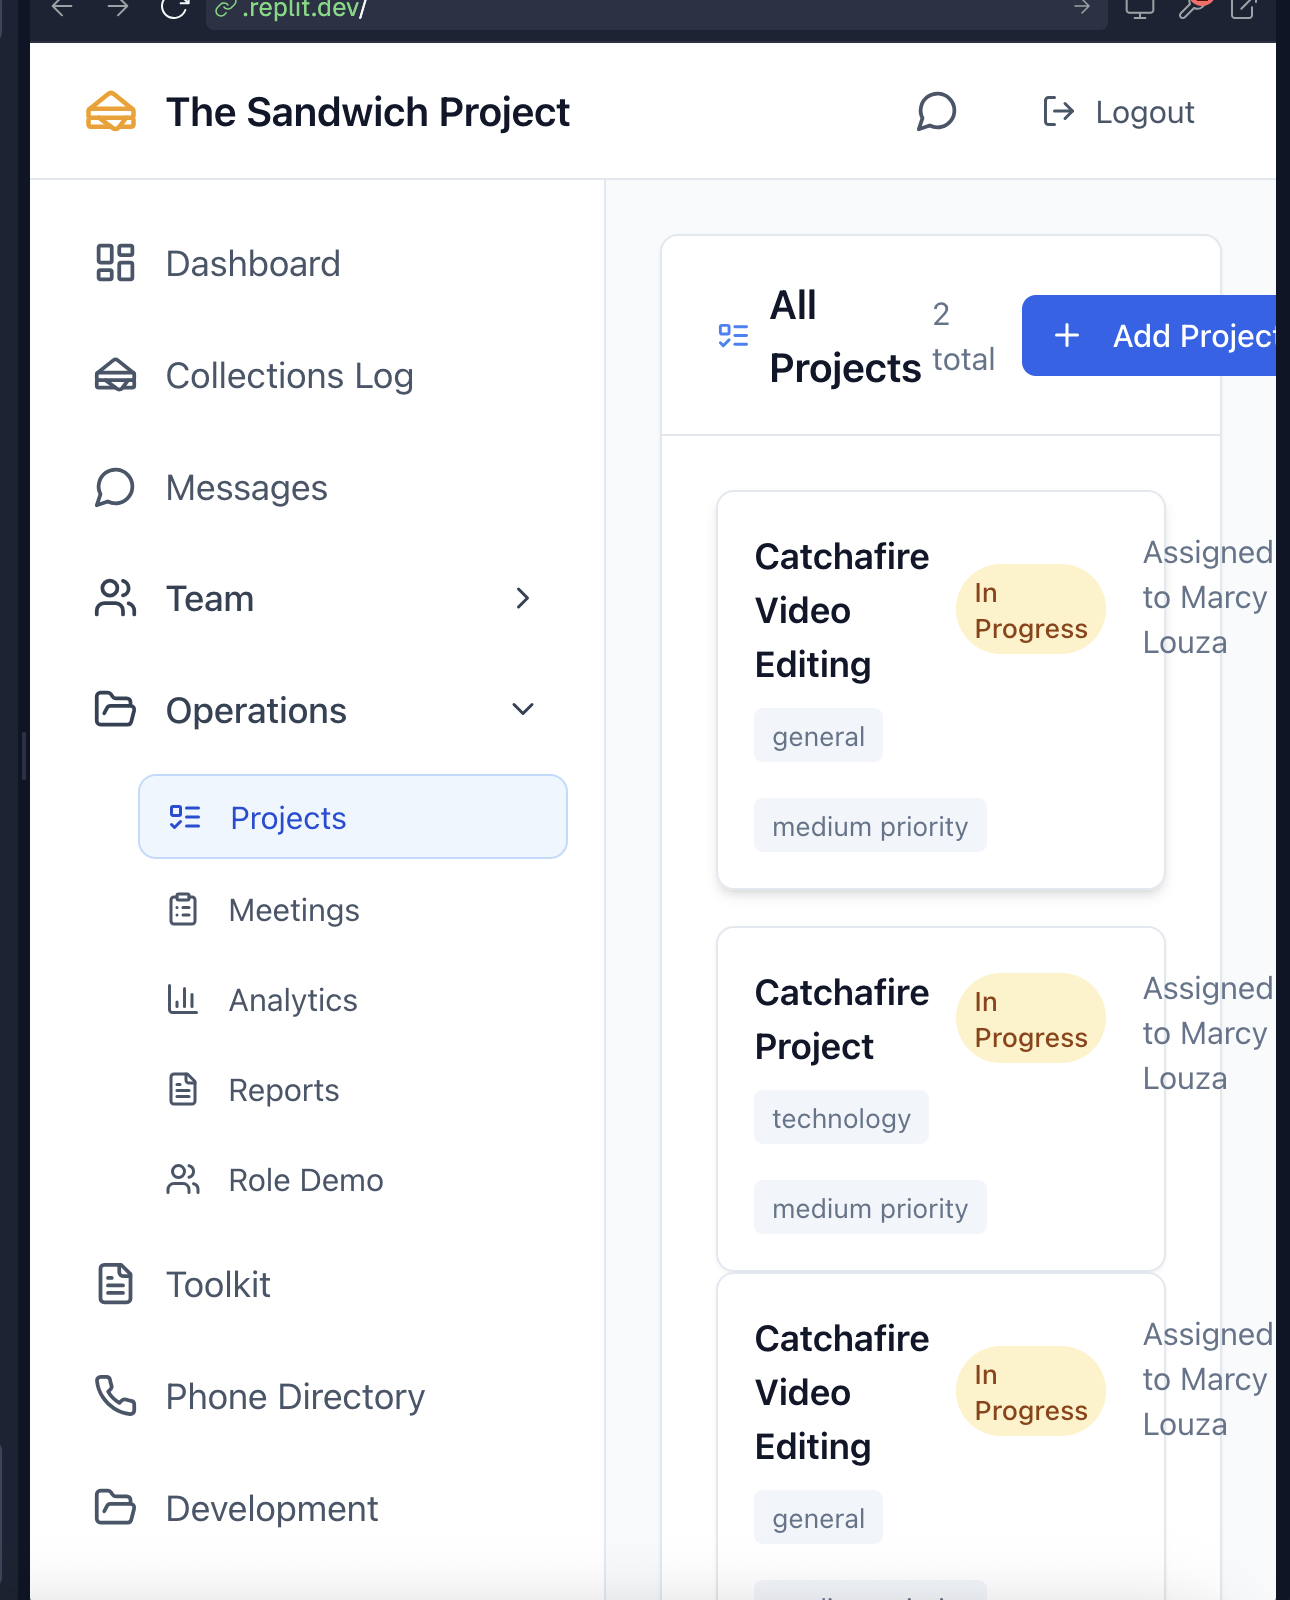 .replit.dev/
The Sandwich Project
Logout
Dashboard
Collections Log
Messages
Team
Operations
Projects
Meetings
Analytics
Reports
Role Demo
Toolkit
Phone Directory
Development
All
Projects
2
total
Add Project
Catchafire
Video
Editing
In
Progress
Assigned
to Marcy
Louza
general
medium priority
Catchafire
Project
In
Progress
Assigned
to Marcy
Louza
technology
medium priority
Catchafire
Video
Editing
In
Progress
Assigned
to Marcy
Louza
general